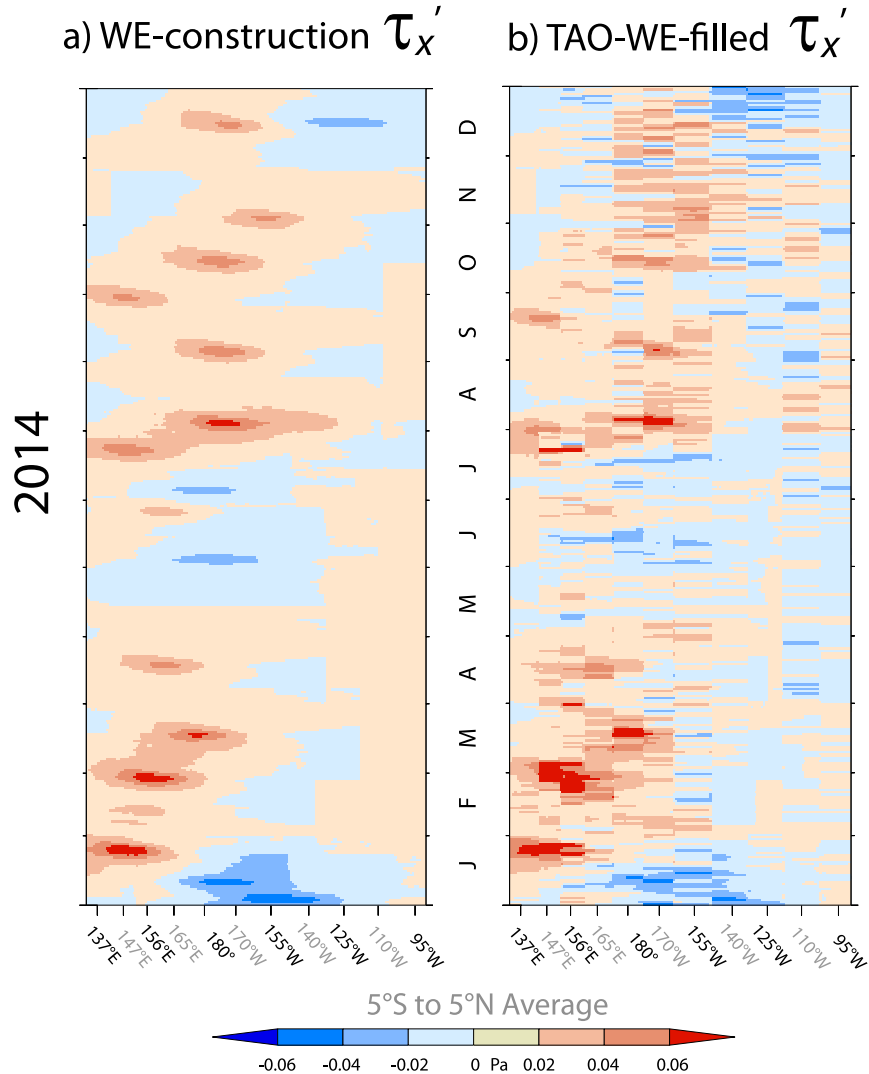 a) WE-construction τx′
b) TAO-WE-filled τx′
2014
D
N
O
S
A
J
J
M
A
M
F
J
137°E 147°E 156°E 165°E 180° 170°W 155°W 140°W 125°W 110°W 95°W
137°E 147°E 156°E 165°E 180° 170°W 155°W 140°W 125°W 110°W 95°W
5°S to 5°N Average
-0.06 -0.04 -0.02 0 Pa 0.02 0.04 0.06